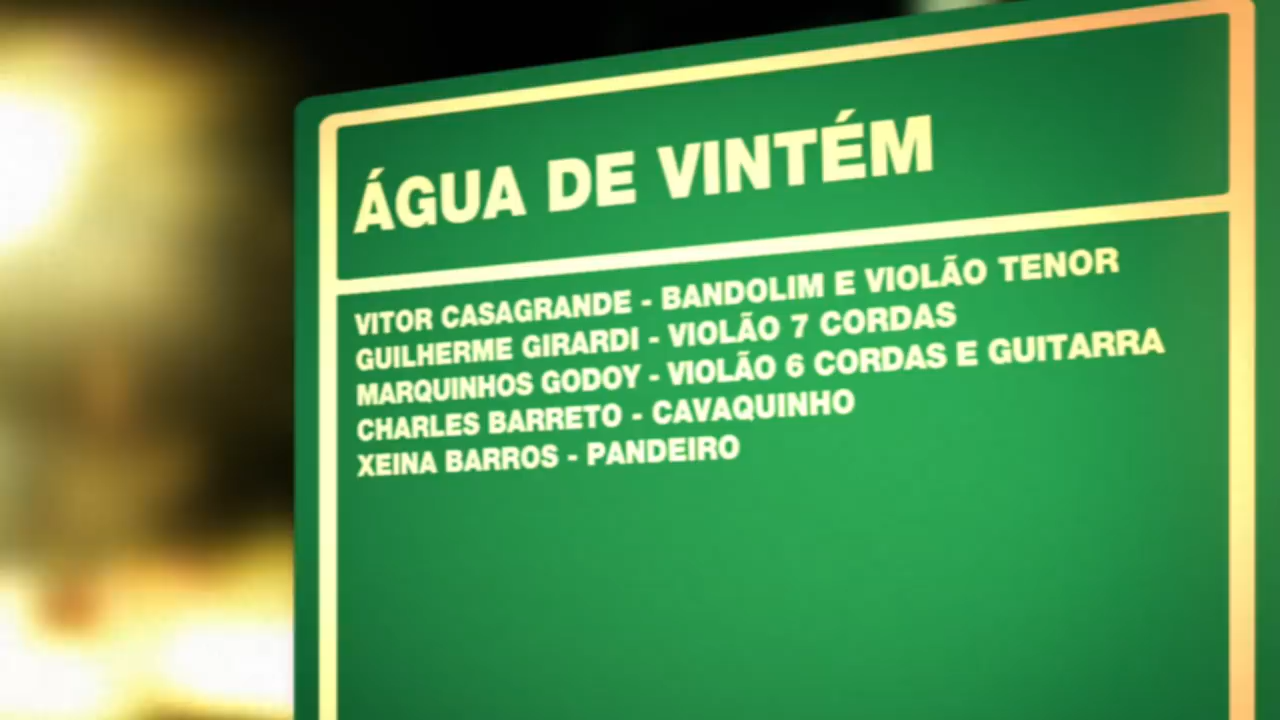 ÁGUA DE VINTÉM
VITOR CASAGRANDE - BANDOLIM E VIOLÃO TENOR
GUILHERME GIRARDI - VIOLÃO 7 CORDAS
MARQUINHOS GODOY - VIOLÃO 6 CORDAS E GUITARRA
CHARLES BARRETO - CAVAQUINHO
XEINA BARROS - PANDEIRO